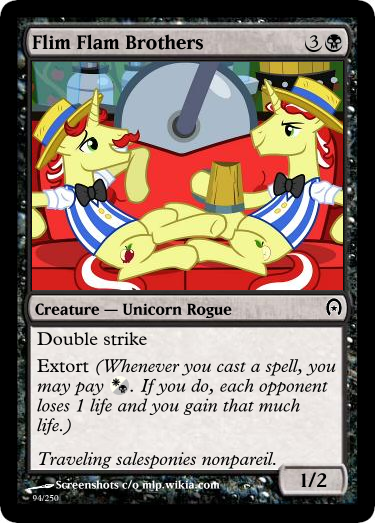 Flim Flam Brothers 3
Creature — Unicorn Rogue
Double strike
Extort (Whenever you cast a spell, you
may pay . If you do, each opponent
loses 1 life and you gain that much
life.)
Traveling salesponies nonpareil.
1/2
Screenshots c/o mlp.wikia.com
94/250